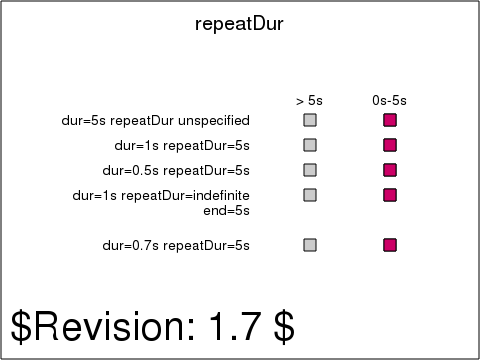 repeatDur
> 5s 0s-5s
dur=5s repeatDur unspecified
dur=1s repeatDur=5s
dur=0.5s repeatDur=5s
dur=1s repeatDur=indefinite
end=5s
dur=0.7s repeatDur=5s
$Revision: 1.7 $